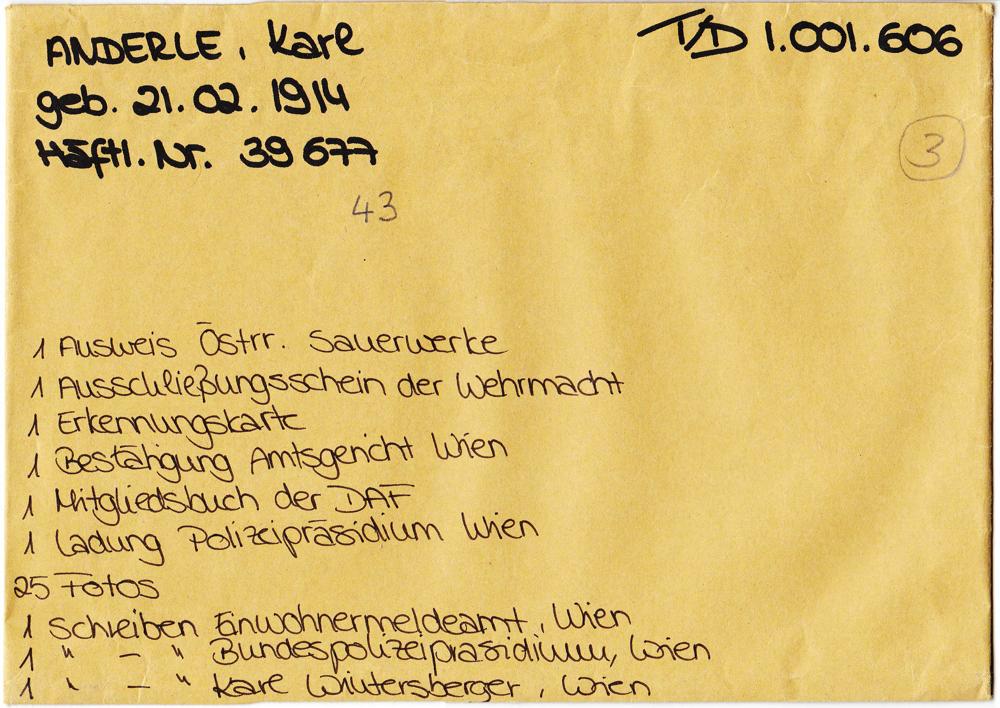 ANDERLE, Karl
T/D 1.001.606
geb. 21.02.1914
Häftl. Nr. 39 677
3
43
1 Ausweis Östrr. Sauerwerke
1 Ausschließungsschein der Wehrmacht
1 Erkennungskarte
1 Bestätigung Amtsgericht Wien
1 Mitgliedsbuch der DAF
1 Ladung Polizeipräsidium Wien
25 Fotos
1 Schreiben Einwohnermeldeamt, Wien
1 " - " Bundespolizeipräsidium, Wien
1 " - " Karl Wintersberger, Wien